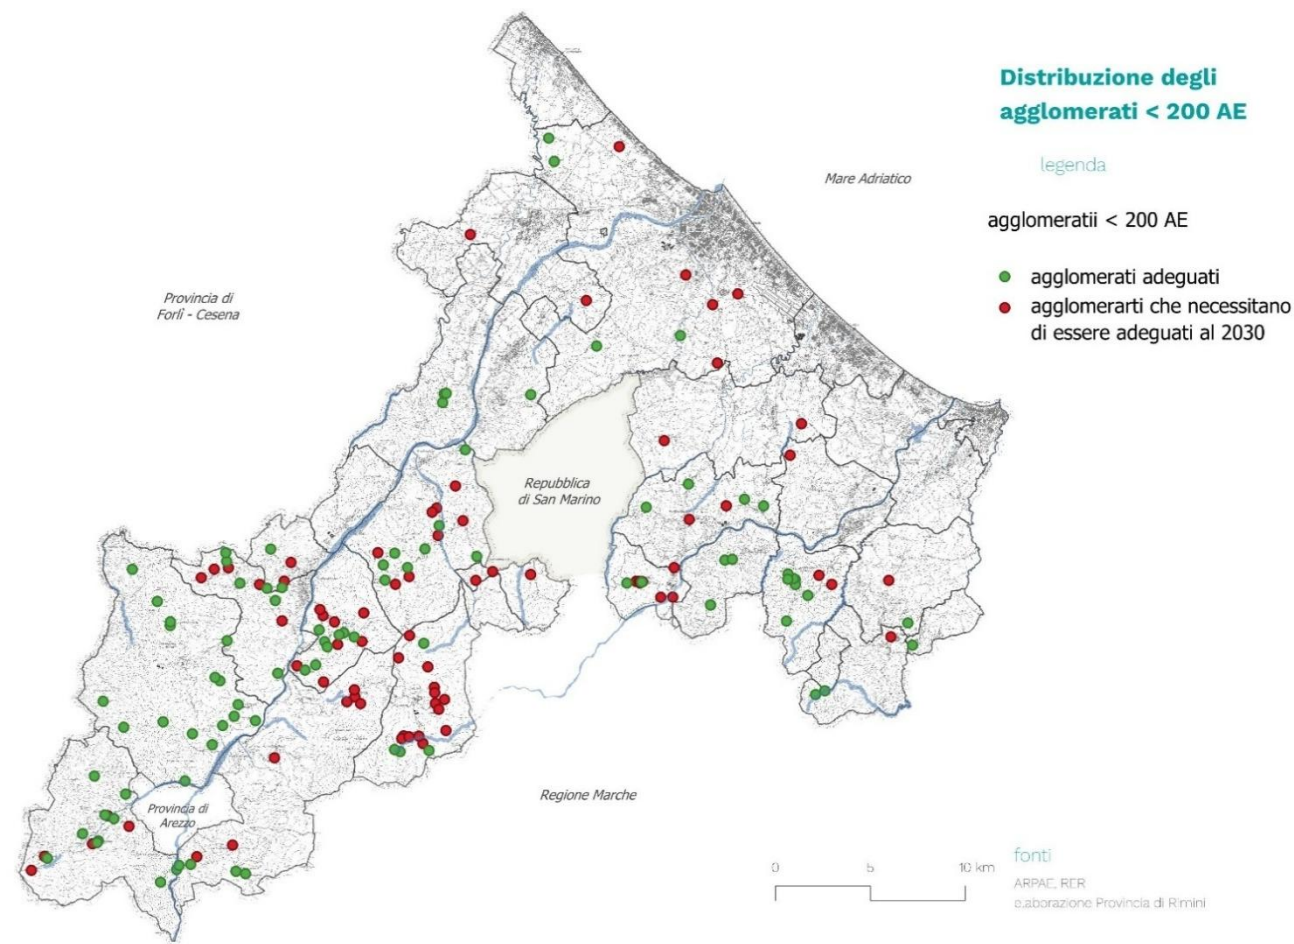 Distribuzione degli
agglomerati < 200 AE
legenda
Mare Adriatico
agglomeratii < 200 AE
agglomerati adeguati
agglomerarti che necessitano
di essere adeguati al 2030
Provincia di
Forlì - Cesena
Repubblica
di San Marino
Regione Marche
Provincia di
Arezzo
0 5 10 km
fonti
ARPAE, RER
elaborazione Provincia di Rimini